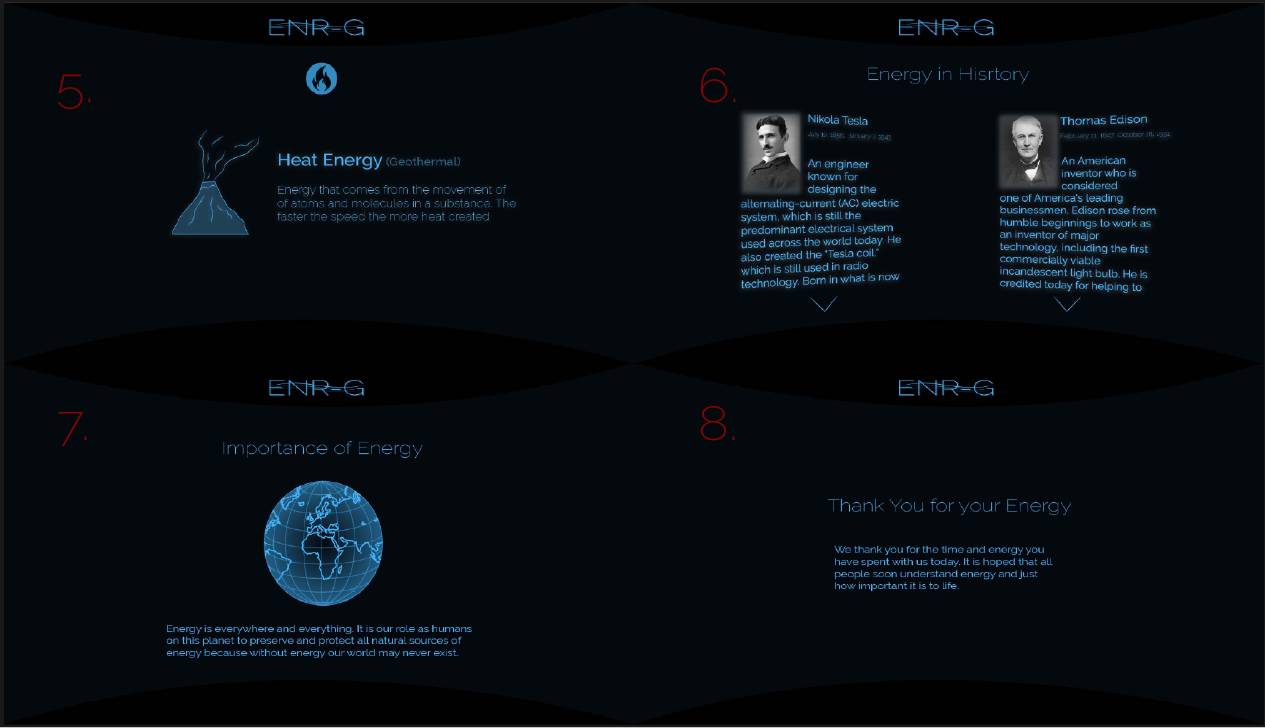 ENR-G
5.
Heat Energy (Geothermal)
Energy that comes from the movement of
of atoms and molecules in a substance. The
faster the speed the more heat created
ENR-G
6.
Energy in Hisrtory
Nikola Tesla
July 10, 1856, January 7, 1943
An engineer
known for
designing the
alternating-current (AC) electric
system, which is still the
predominant electrical system
used across the world today. He
also created the "Tesla coil,"
which is still used in radio
technology. Born in what is now
Thomas Edison
February 11, 1847, October 18, 1931
An American
inventor who is
considered
one of America's leading
businessmen. Edison rose from
humble beginnings to work as
an inventor of major
technology, including the first
commercially viable
incandescent light bulb. He is
credited today for helping to
ENR-G
7.
Importance of Energy
Energy is everywhere and everything. It is our role as humans
on this planet to preserve and protect all natural sources of
energy because without energy our world may never exist.
ENR-G
8.
Thank You for your Energy
We thank you for the time and energy you
have spent with us today. It is hoped that all
people soon understand energy and just
how important it is to life.